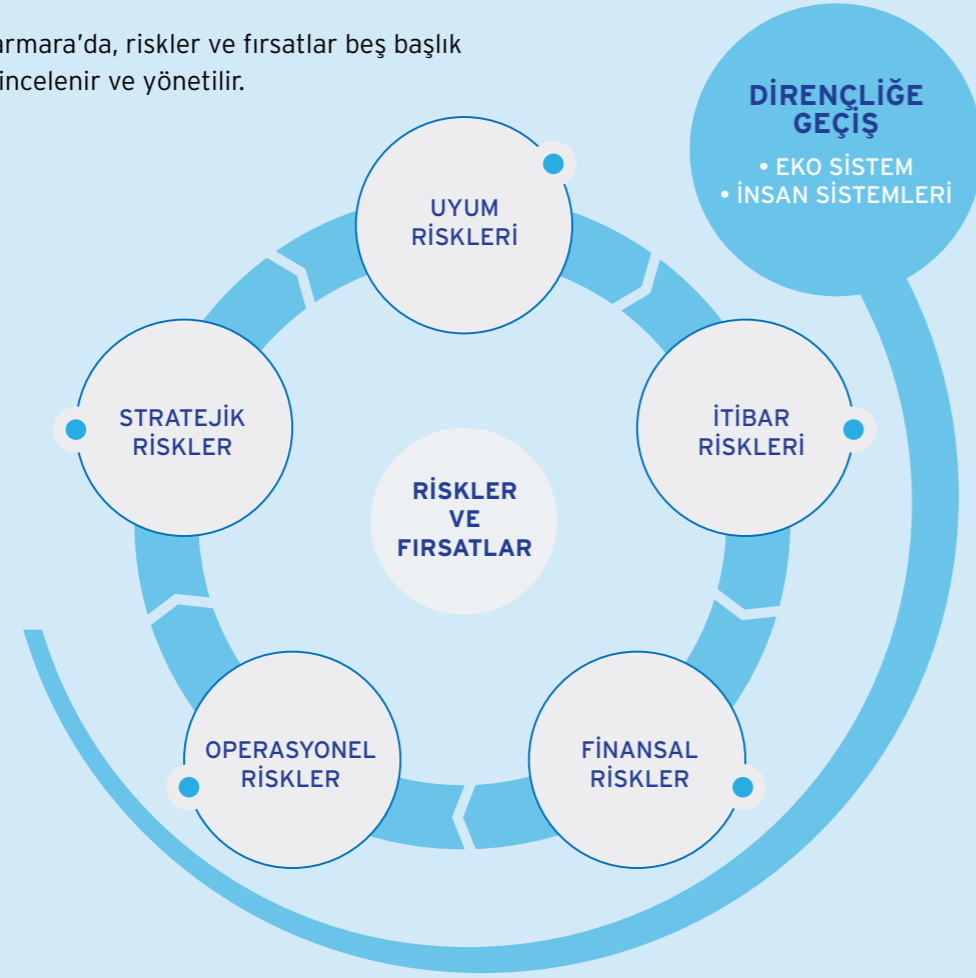 armara’da, riskler ve fırsatlar beş başlık
incelenir ve yönetilir.
DİRENÇLİĞE
GEÇİŞ
• EKO SİSTEM
• İNSAN SİSTEMLERİ
UYUM
RİSKLERİ
STRATEJİK
RİSKLER
İTİBAR
RİSKLERİ
RİSKLER
VE
FIRSATLAR
OPERASYONEL
RİSKLER
FİNANSAL
RİSKLER